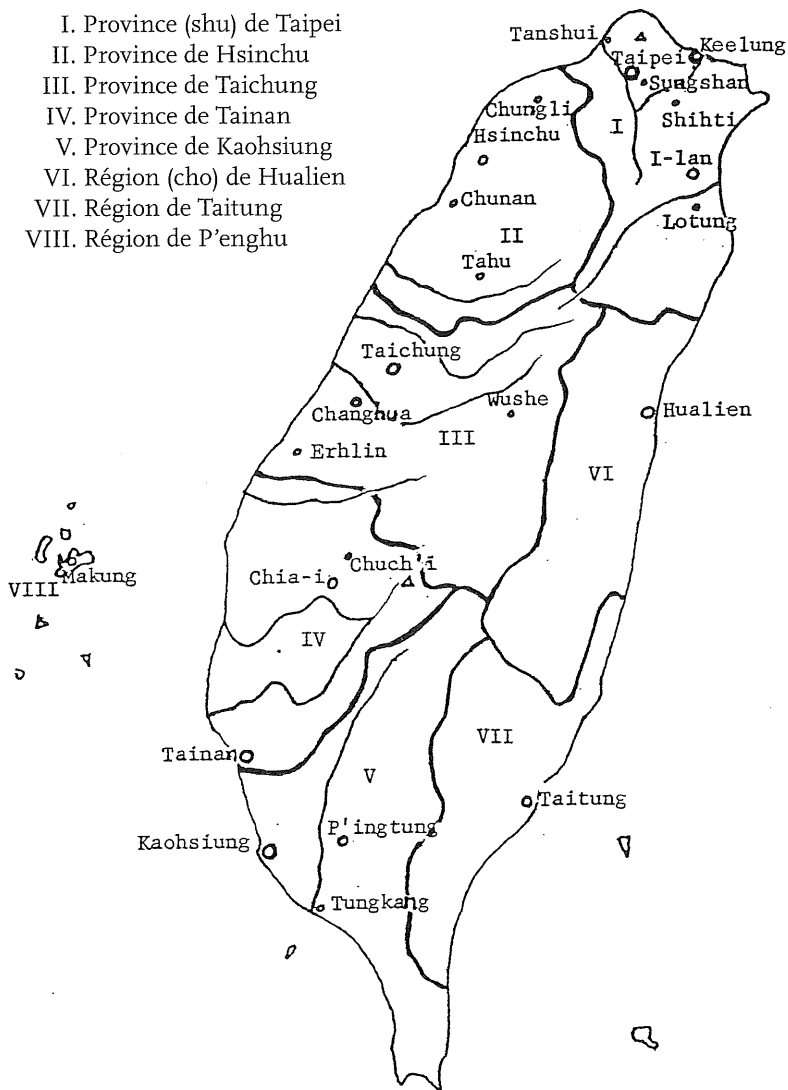 I. Province (shu) de Taipei
II. Province de Hsinchu
III. Province de Taichung
IV. Province de Tainan
V. Province de Kaohsiung
VI. Région (cho) de Hualien
VII. Région de Taitung
VIII. Région de P'enghu
Tanshui
Keelung
Taipei
Sungshan
Chungli
Shihti
I
Hsinchu
I-lan
Chunan
Lotung
II
Tahu
Taichung
Wushe
Changhua
Hualien
III
Erhlin
VI
Chuch'i
Makung
VIII
Chia-i
IV
VII
Tainan
V
Taitung
P'ingtung
Kaohsiung
Tungkang